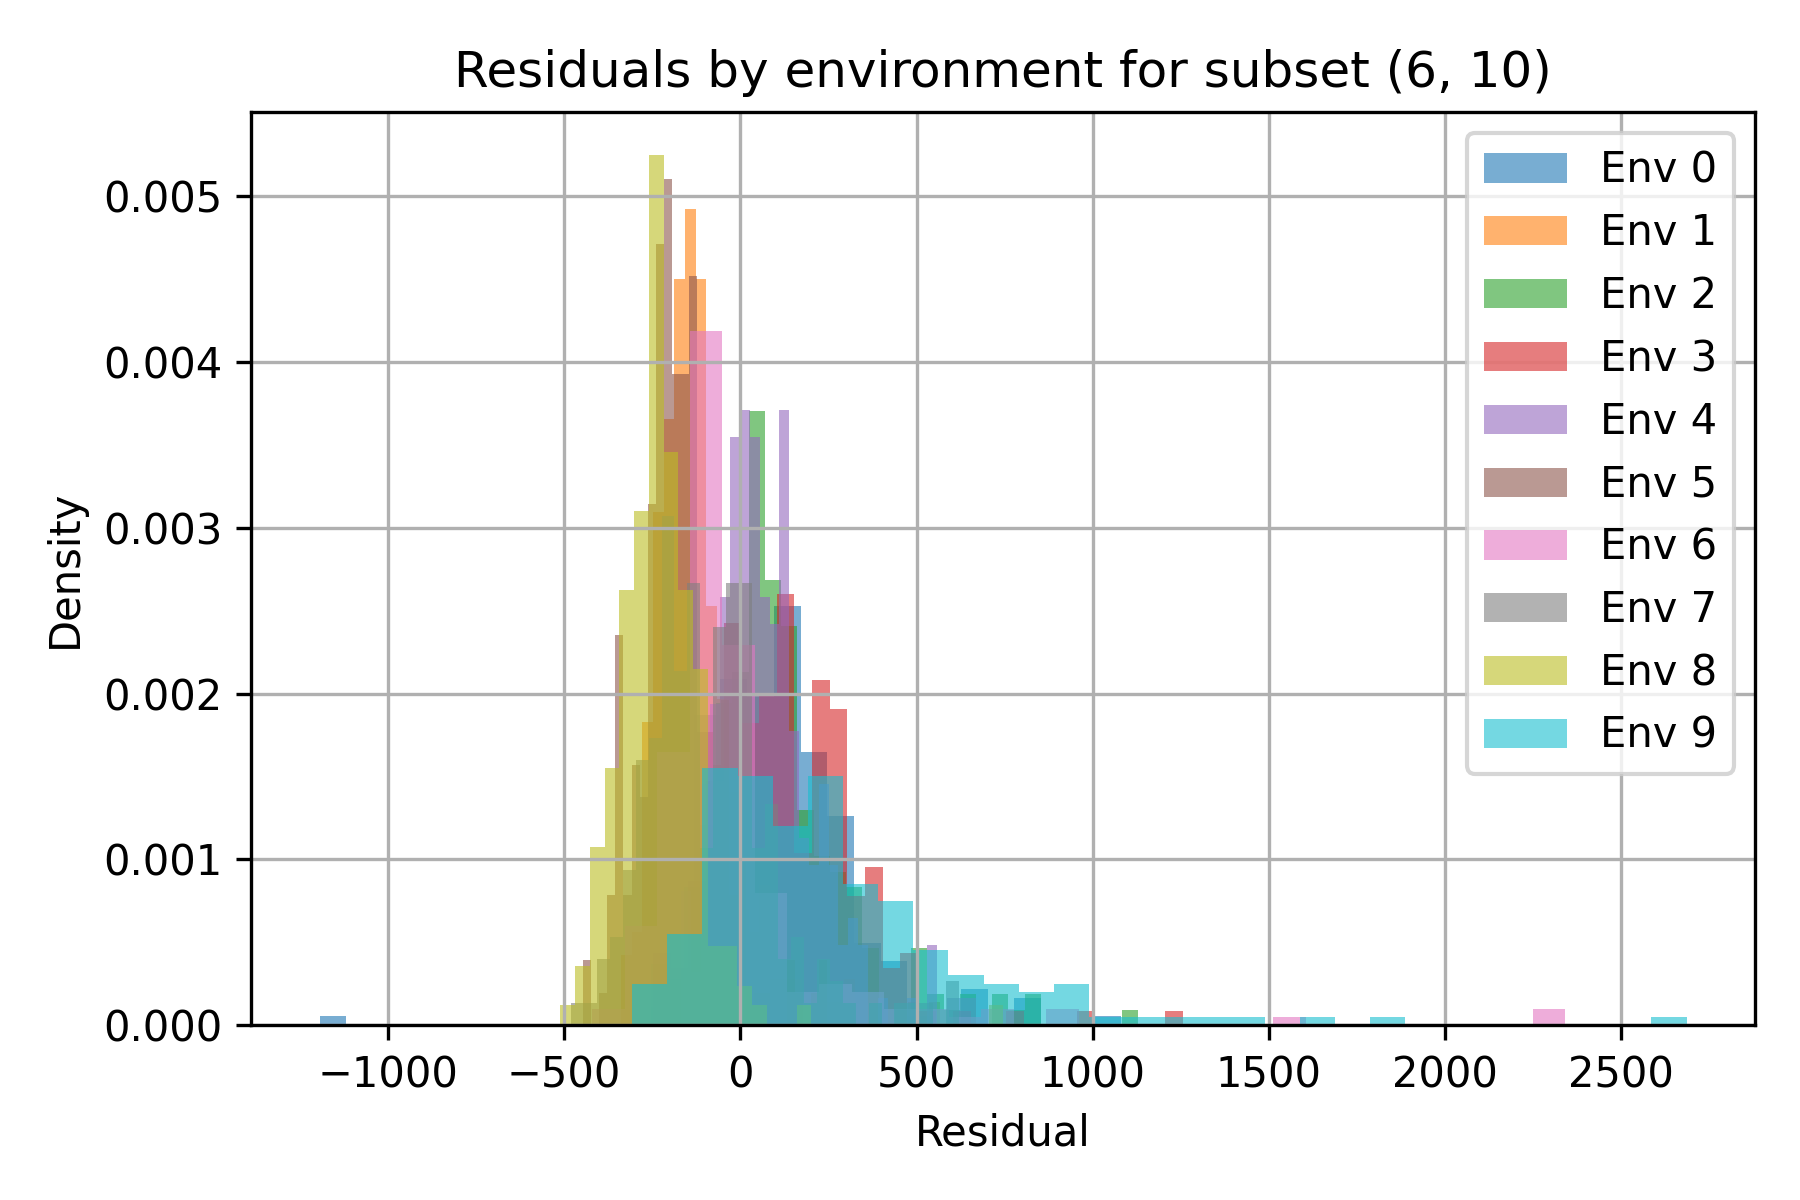 Residuals by environment for subset (6, 10)
Density
0.005
0.004
0.003
0.002
0.001
0.000
−1000
−500
0
500
1000
1500
2000
2500
Residual
Env 0
Env 1
Env 2
Env 3
Env 4
Env 5
Env 6
Env 7
Env 8
Env 9